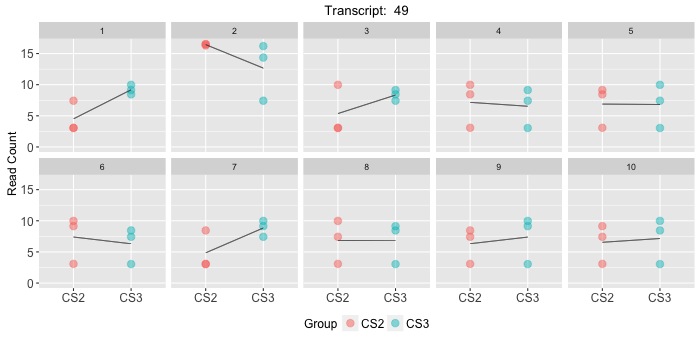 Transcript: 49
1 2 3 4 5
15
10
5
0
6 7 8 9 10
15
10
5
0
Read Count
CS2 CS3 CS2 CS3 CS2 CS3 CS2 CS3 CS2 CS3
Group CS2 CS3